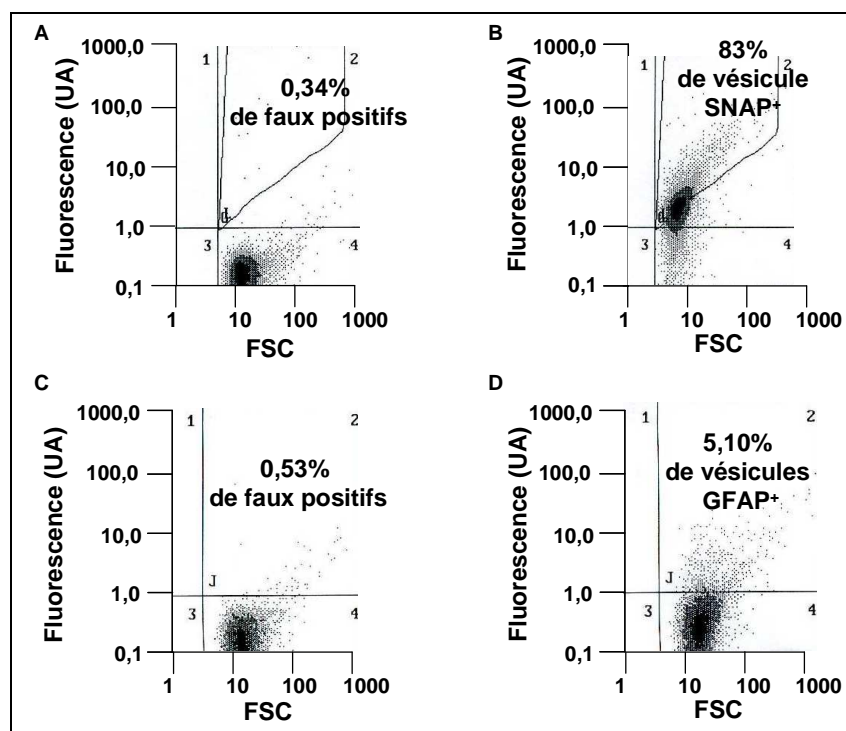 A
Fluorescence (UA)
1000,0
100,0
10,0
1,0
0,1
1
2
3
4
0,34%
de faux positifs
1
10
100
1000
FSC
B
Fluorescence (UA)
1000,0
100,0
10,0
1,0
0,1
1
2
3
4
83%
de vésicule
SNAP+
1
10
100
1000
FSC
C
Fluorescence (UA)
1000,0
100,0
10,0
1,0
0,1
1
2
0,53%
de faux positifs
J
3
4
1
10
100
1000
FSC
D
Fluorescence (UA)
1000,0
100,0
10,0
1,0
0,1
1
2
5,10%
de vésicules
GFAP+
J
3
4
1
10
100
1000
FSC